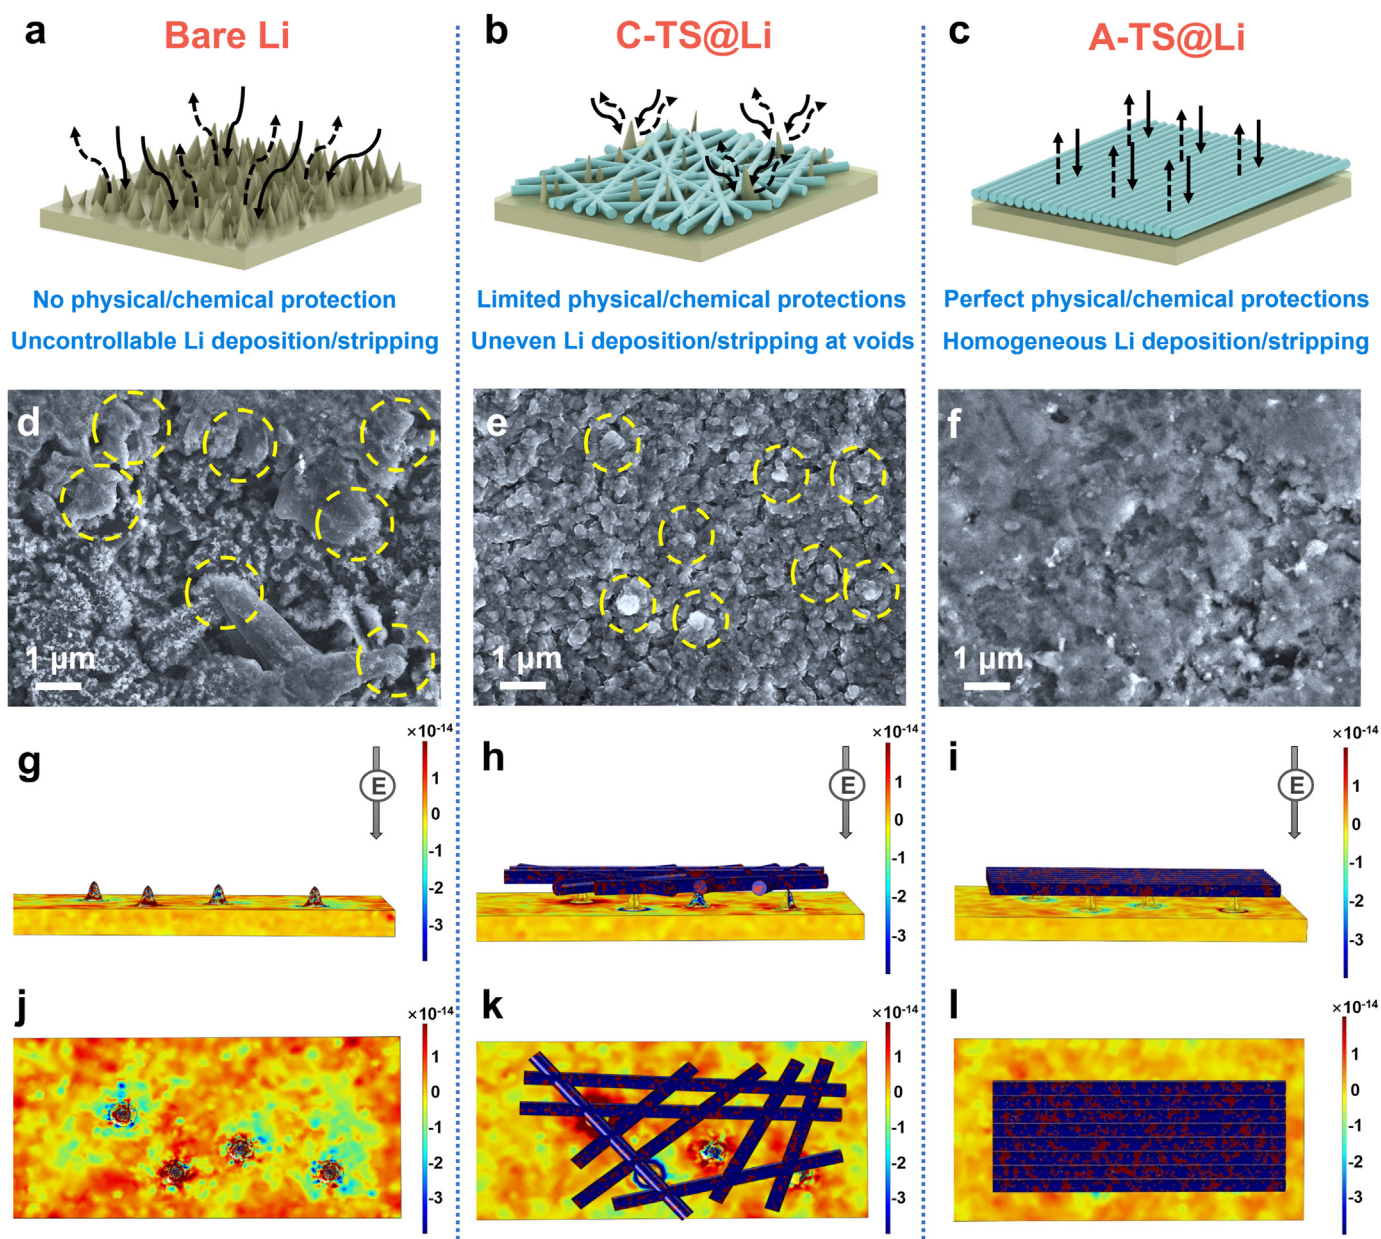 a
Bare Li
b
C-TS@Li
c
A-TS@Li
No physical/chemical protection
Uncontrollable Li deposition/stripping
Limited physical/chemical protections
Uneven Li deposition/stripping at voids
Perfect physical/chemical protections
Homogeneous Li deposition/stripping
d
1 μm
e
1 μm
f
1 μm
g
E
×10⁻¹⁴
1
0
-1
-2
-3
h
E
×10⁻¹⁴
1
0
-1
-2
-3
i
E
×10⁻¹⁴
1
0
-1
-2
-3
j
×10⁻¹⁴
1
0
-1
-2
-3
k
×10⁻¹⁴
1
0
-1
-2
-3
l
×10⁻¹⁴
1
0
-1
-2
-3